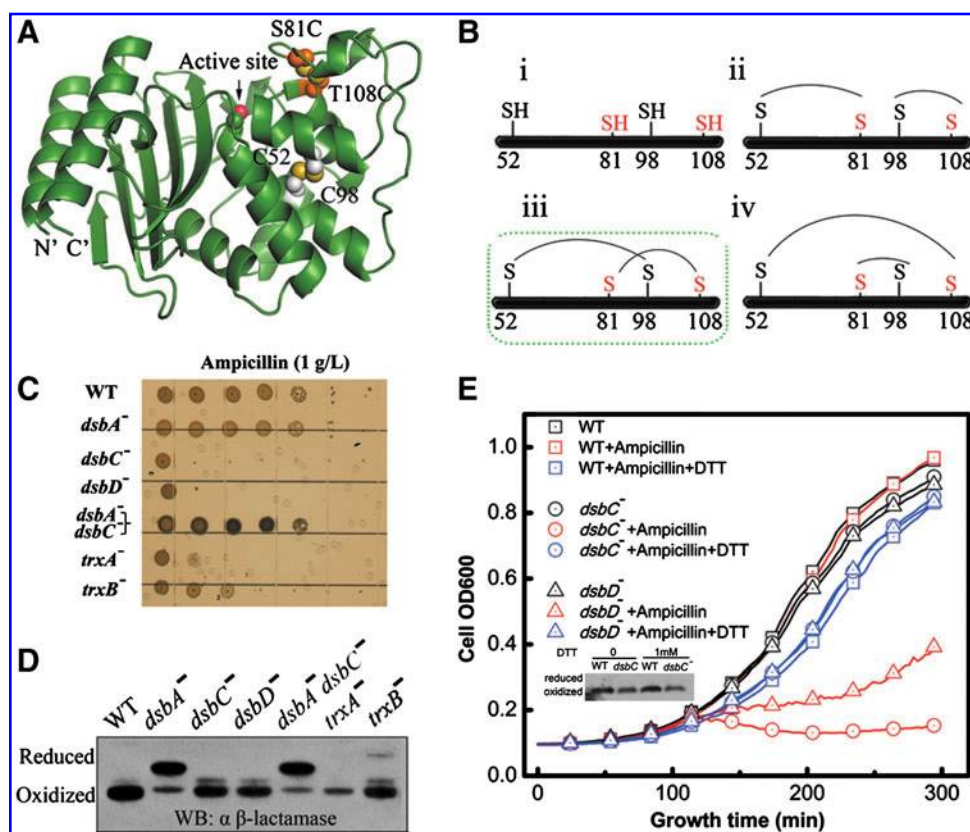 A
S81C
Active site
T108C
C52
C98
N' C'
B
i
SH
SH
SH
SH
52
81
98
108
ii
S
S
S
S
52
81
98
108
iii
S
S
S
S
52
81
98
108
iv
S
S
S
S
52
81
98
108
C
Ampicillin (1 g/L)
WT
dsbA⁻
dsbC⁻
dsbD⁻
dsbA⁻
dsbC⁻
trxA⁻
trxB⁻
D
WT
dsbA⁻
dsbC⁻
dsbD⁻
dsbA⁻ dsbC⁻
trxA⁻
trxB⁻
Reduced
Oxidized
WB: α β-lactamase
E
WT
WT+Ampicillin
WT+Ampicillin+DTT
dsbC⁻
dsbC⁻+Ampicillin
dsbC⁻+Ampicillin+DTT
dsbD⁻
dsbD⁻+Ampicillin
dsbD⁻+Ampicillin+DTT
DTT 0 1mM
WT dsbC⁻ WT dsbC⁻
reduced
oxidized
Cell OD600
1.0
0.8
0.6
0.4
0.2
0.0
0 100 200 300
Growth time (min)